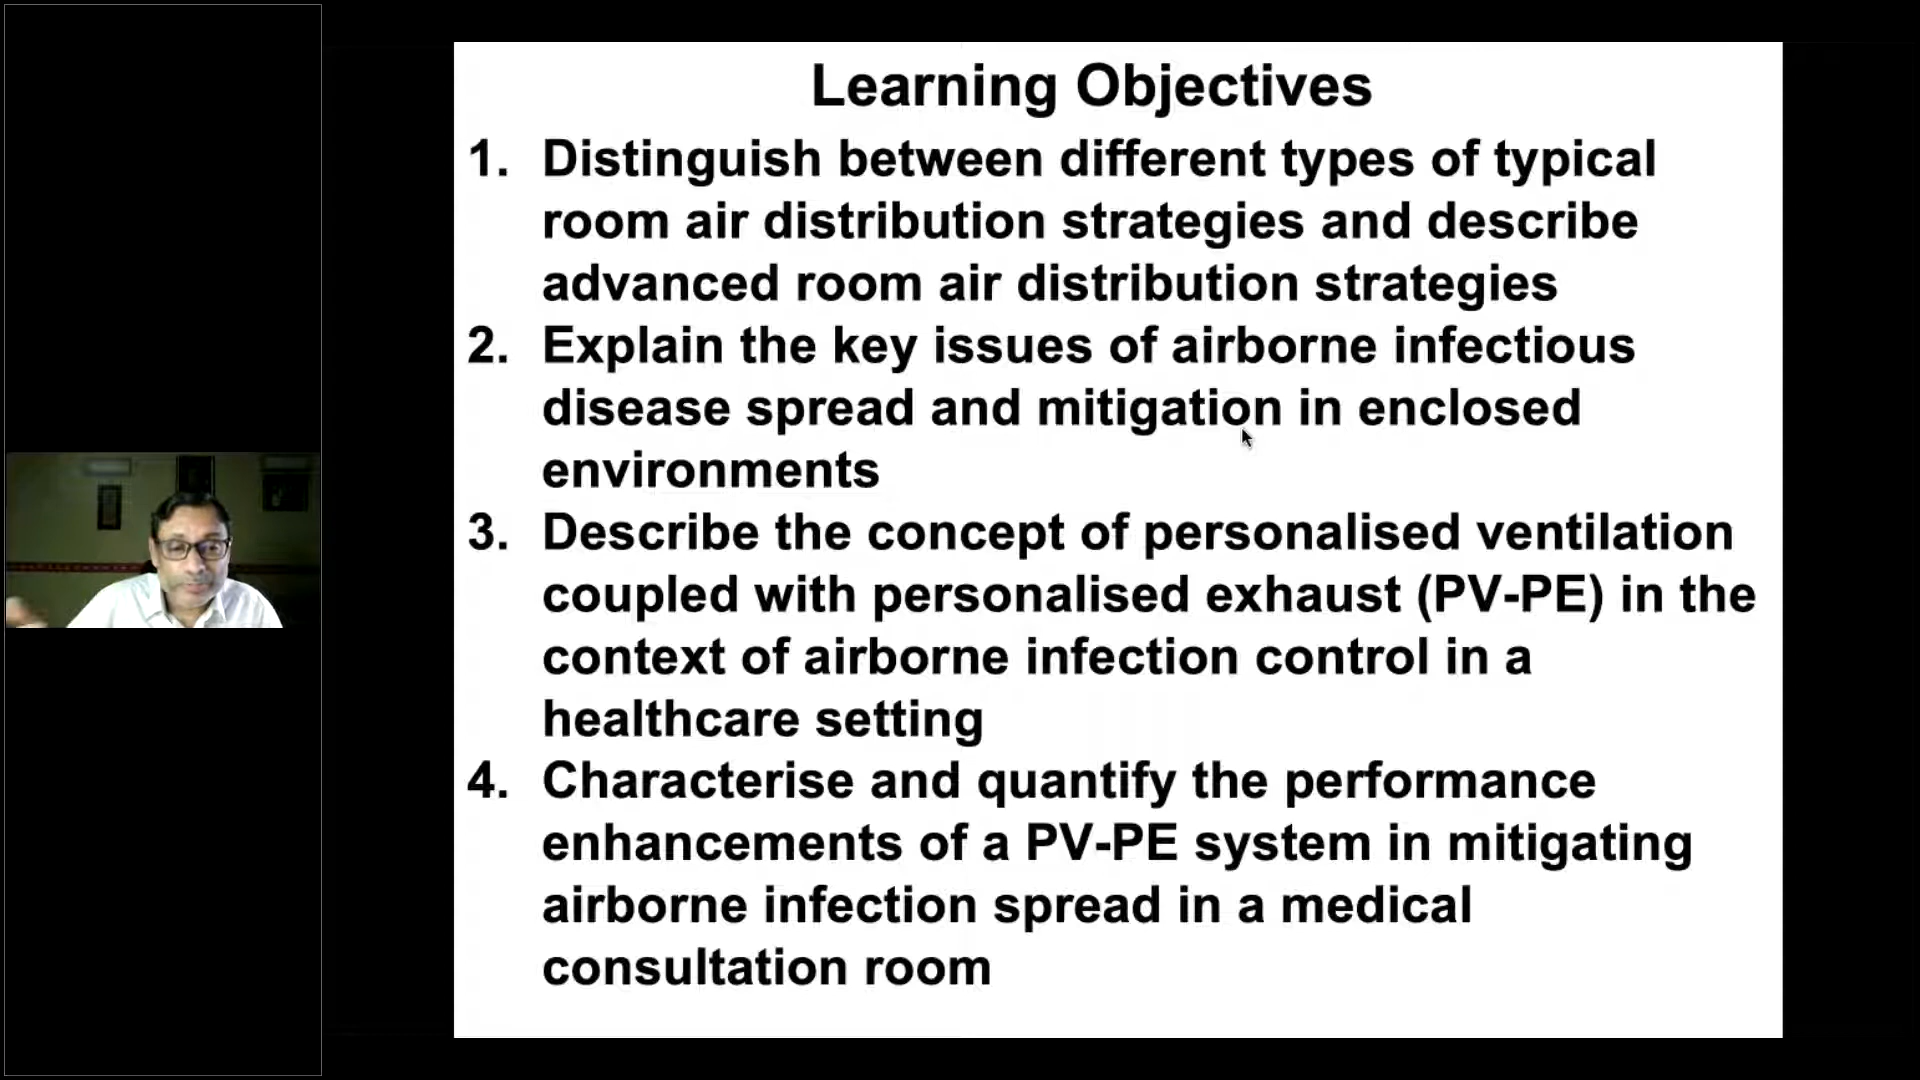 Learning Objectives
1. Distinguish between different types of typical
room air distribution strategies and describe
advanced room air distribution strategies
2. Explain the key issues of airborne infectious
disease spread and mitigation in enclosed
environments
3. Describe the concept of personalised ventilation
coupled with personalised exhaust (PV-PE) in the
context of airborne infection control in a
healthcare setting
4. Characterise and quantify the performance
enhancements of a PV-PE system in mitigating
airborne infection spread in a medical
consultation room